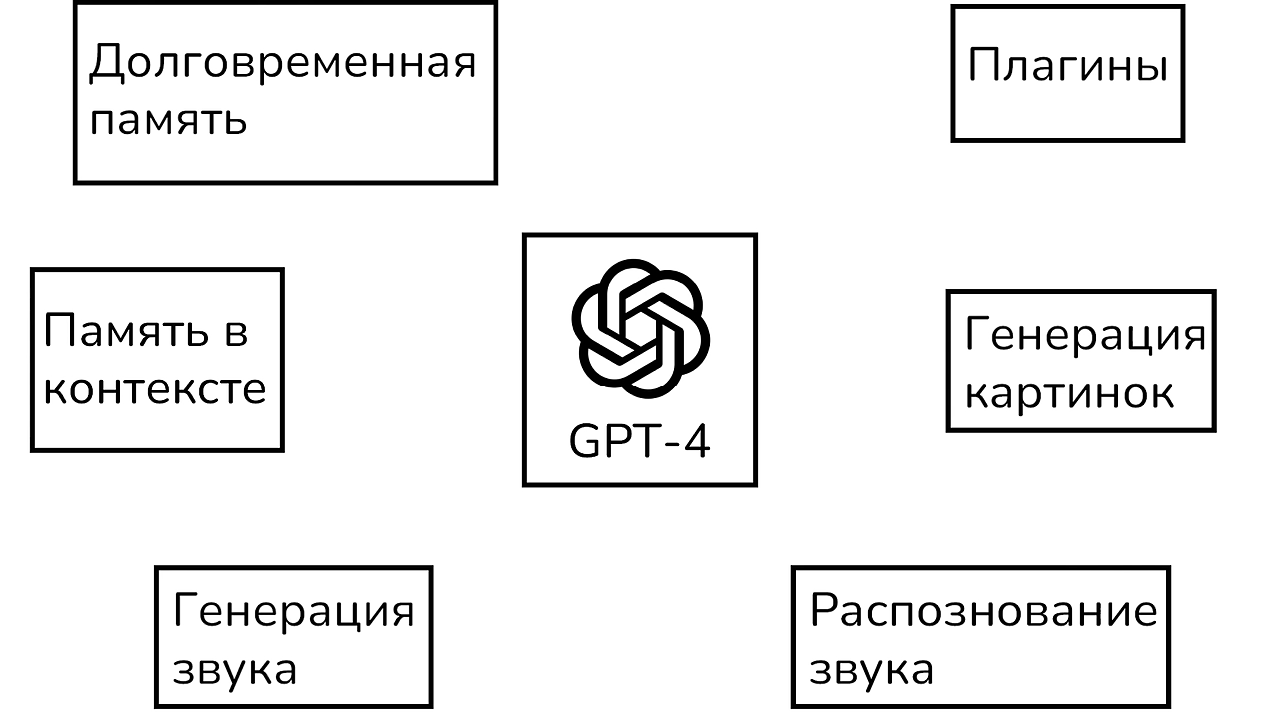 Долговременная
память
Плагины
Память в
контексте
GPT-4
Генерация
картинок
Генерация
звука
Распознование
звука